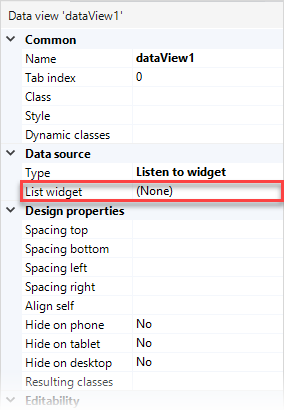 Data view 'dataView1'
Common
Name dataView1
Tab index 0
Class
Style
Dynamic classes
Data source
Type Listen to widget
List widget (None)
Design properties
Spacing top
Spacing bottom
Spacing left
Spacing right
Align self
Hide on phone No
Hide on tablet No
Hide on desktop No
Resulting classes
Editability